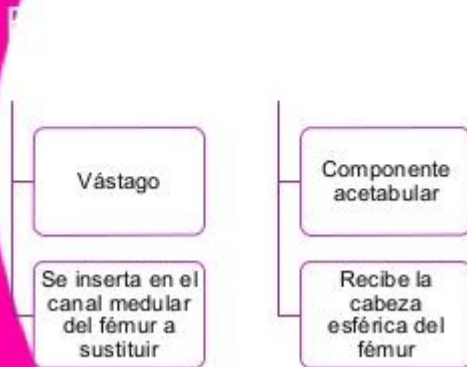 Vástago
Componente
acetabular
Se inserta en el
canal medular
del fémur a
sustituir
Recibe la
cabeza
esférica del
fémur